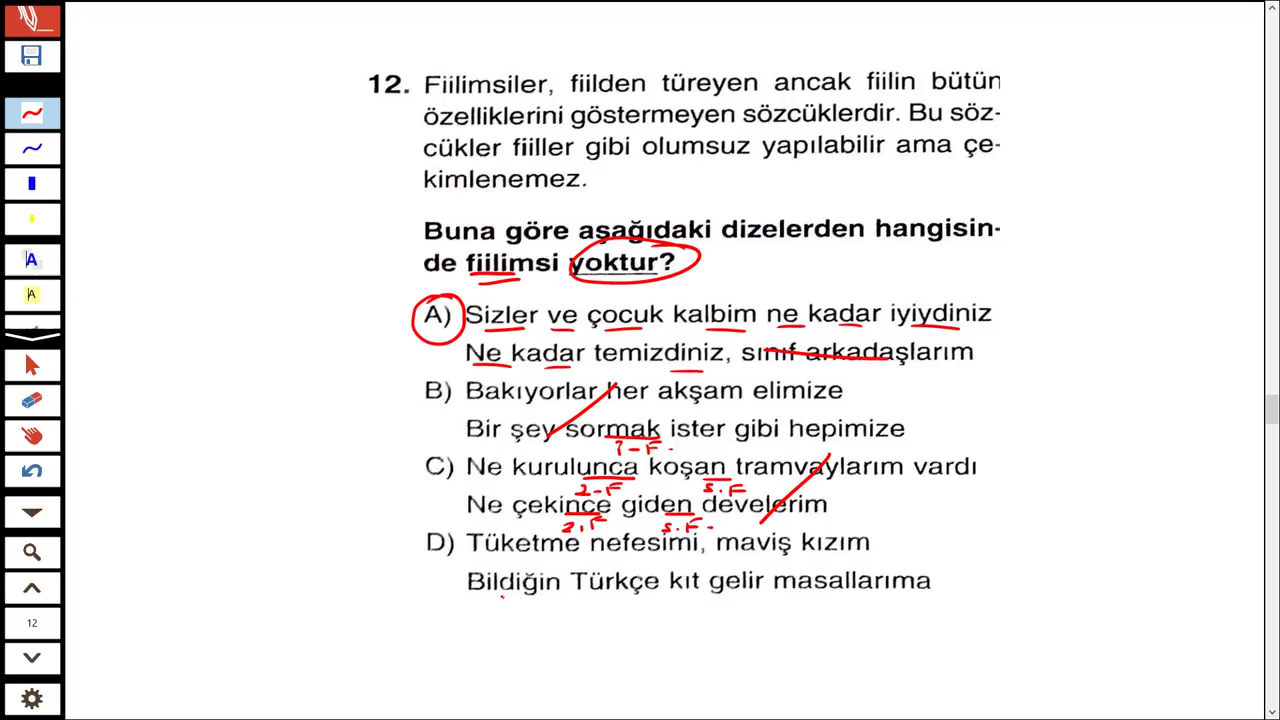 12. Fiilimsiler, fiilden türeyen ancak fiilin bütün
özelliklerini göstermeyen sözcüklerdir. Bu söz-
cükler fiiller gibi olumsuz yapılabilir ama çe-
kimlenemez.
Buna göre aşağıdaki dizelerden hangisin-
de fiilimsi yoktur?
A) Sizler ve çocuk kalbim ne kadar iyiydiniz
Ne kadar temizdiniz, sınıf arkadaşlarım
B) Bakıyorlar her akşam elimize
Bir şey sormak ister gibi hepimize
İ-F.
C) Ne kurulunca koşan tramvaylarım vardı
Z-F S.F
Ne çekince giden develerim
Z.F S.F.
D) Tüketme nefesimi, maviş kızım
Bildiğin Türkçe kıt gelir masallarıma
A
A
12